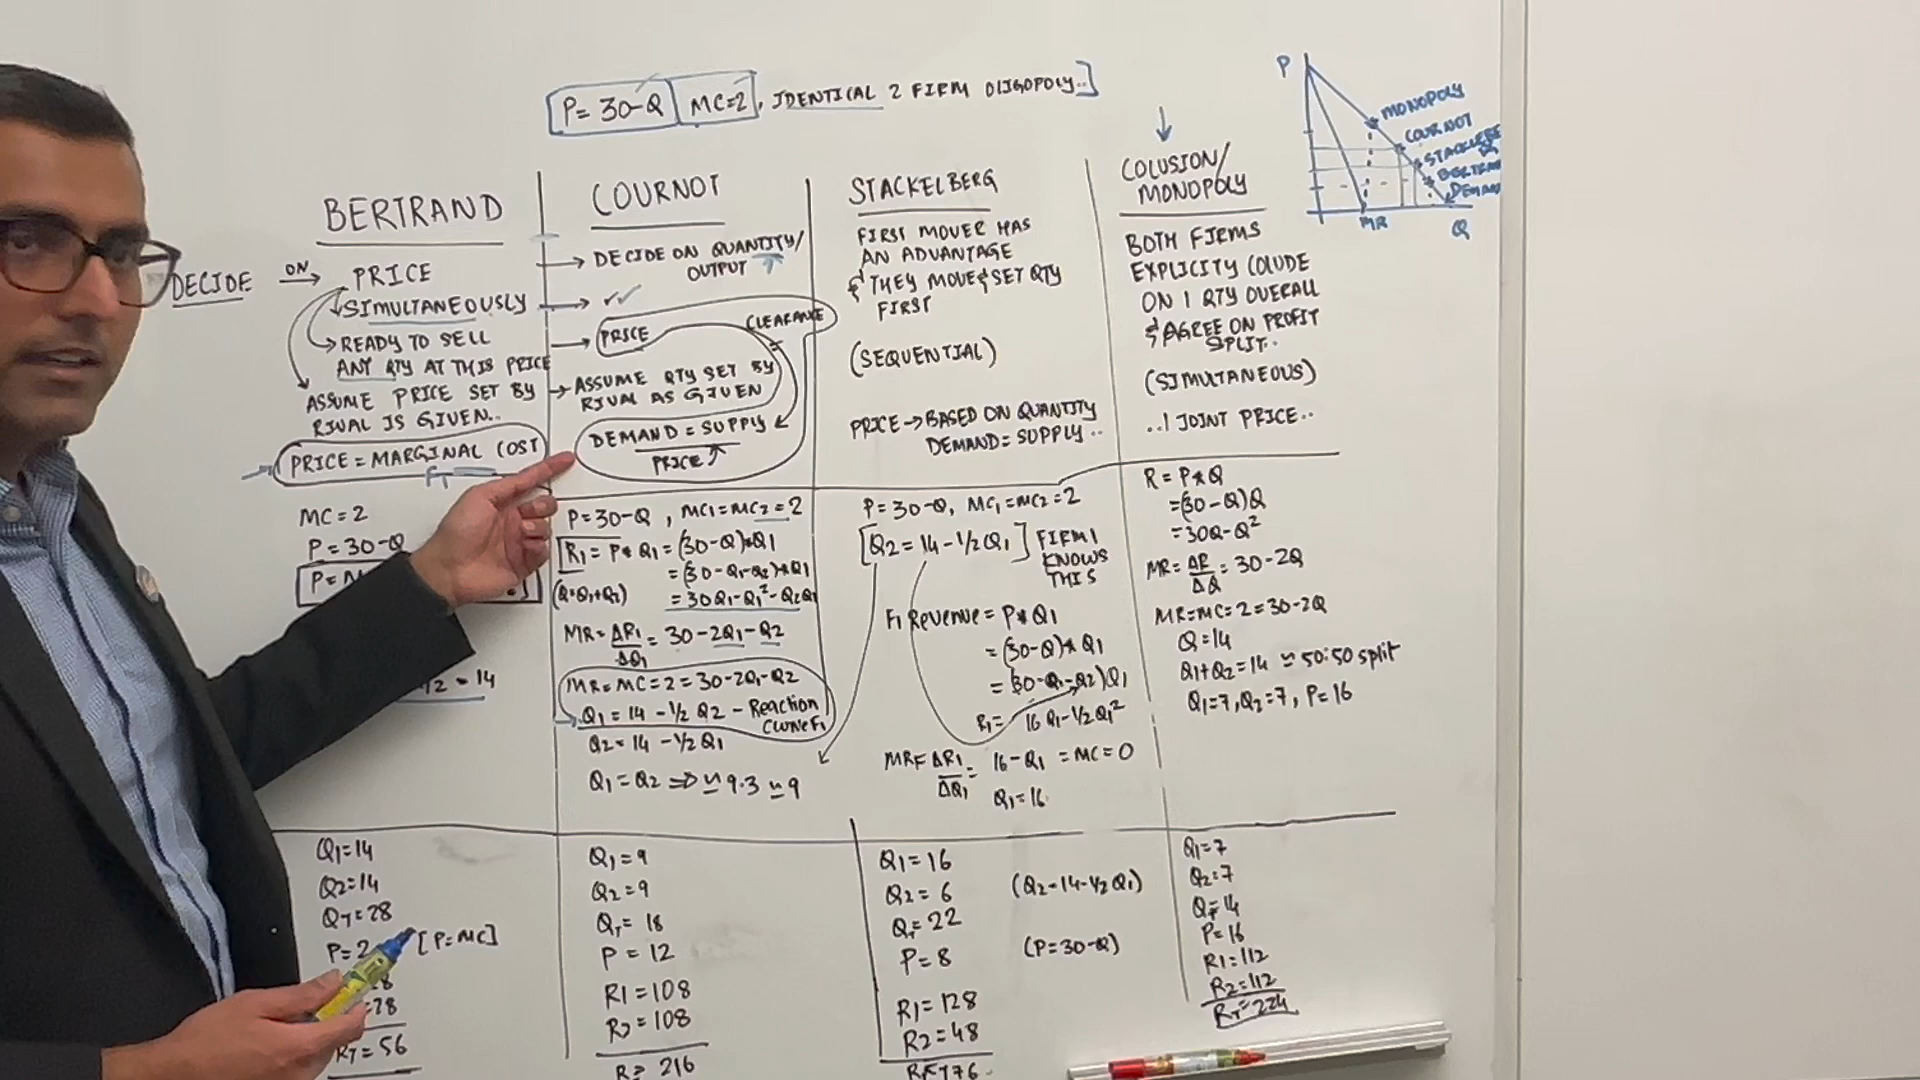 P = 30-Q MC=2, IDENTICAL 2 FIRM OLIGOPOLY..]
BERTRAND
DECIDE ON → PRICE
SIMULTANEOUSLY
READY TO SELL
ANY QTY AT THIS PRICE
ASSUME PRICE SET BY
RIVAL IS GIVEN..
PRICE = MARGINAL COST
MC = 2
P = 30-Q
= 14
Q1=14
Q2=14
QT=28
P=2 [P=MC]
=28
RT = 56
COURNOT
→ DECIDE ON QUANTITY/
OUTPUT
→ ✓✓
→ PRICE CLEARANCE
→ ASSUME QTY SET BY
RIVAL AS GIVEN
DEMAND = SUPPLY
PRICE
P=30-Q, MC1=MC2=2
R1 = P* Q1 = (30-Q)*Q1
= (30-Q1-Q2)*Q1
(Q=Q1+Q2) = 30Q1-Q1²-Q2Q1
MR = ΔR1/ΔQ1 = 30-2Q1-Q2
MR=MC=2=30-2Q1-Q2
Q1 = 14 - 1/2 Q2 - Reaction
CURVE F1
Q2 = 14 - 1/2 Q1
Q1 = Q2 => ≃ 9.3 ≃ 9
Q1 = 9
Q2 = 9
QT = 18
P = 12
R1 = 108
R2 = 108
216
STACKELBERG
FIRST MOVER HAS
AN ADVANTAGE
& THEY MOVE & SET QTY
FIRST
(SEQUENTIAL)
PRICE → BASED ON QUANTITY
DEMAND = SUPPLY..
P = 30-Q, MC1=MC2=2
[Q2 = 14 - 1/2 Q1] FIRM 1
KNOWS
THIS
F1 Revenue = P*Q1
= (30-Q)* Q1
= (30-Q1-Q2)Q1
R1 = 16Q1-1/2Q1²
ΔR1/ΔQ1 = 16-Q1 = MC = 0
Q1=16
Q1 = 16
Q2 = 6 (Q2=14-1/2Q1)
QT = 22
P = 8 (P=30-Q)
R1 = 128
R2 = 48
176
COLUSION/
MONOPOLY
BOTH FIRMS
EXPLICITY COLUDE
ON 1 QTY OVERALL
& AGREE ON PROFIT
SPLIT.
(SIMULTANEOUS)
..1 JOINT PRICE..
R = P*Q
= (30-Q)Q
= 30Q-Q²
MR = ΔR/ΔQ = 30-2Q
MR=MC=2=30-2Q
Q=14
Q1+Q2=14 ≃ 50:50 split
Q1=7, Q2=7, P=16
Q1=7
Q2=7
QT=14
P=16
R1=112
R2=112
RT=224
P
MONOPOLY
COURNOT
MR
Q